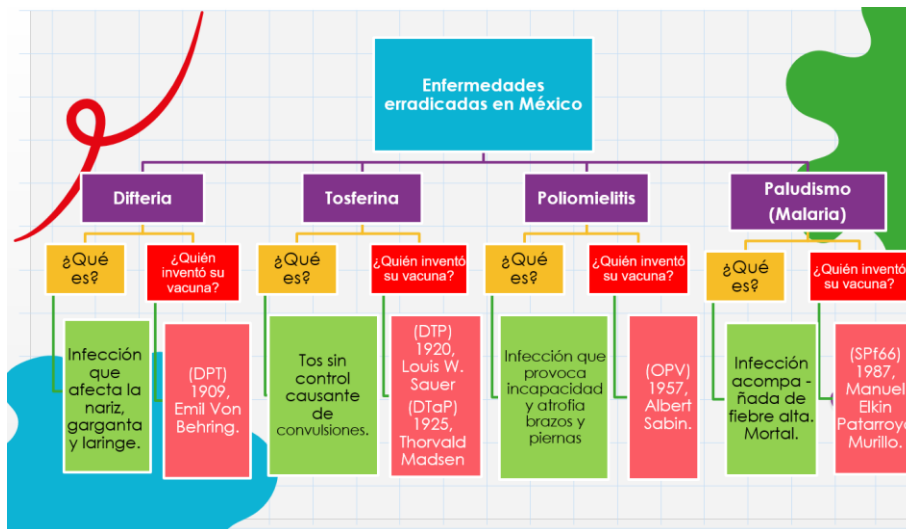 Enfermedades
erradicadas en México
Difteria
¿Qué
es?
Infección
que
afecta la
nariz,
garganta
y laringe.
¿Quién
inventó su
vacuna?
(DPT)
1909,
Emil Von
Behring.
Tosferina
¿Qué
es?
Tos sin
control
causante
de
convulsiones.
¿Quién inventó
su vacuna?
(DTP)
1920,
Louis W.
Sauer
(DTaP)
1925,
Thorvald
Madsen
Poliomielitis
¿Qué
es?
Infección que
provoca
incapacidad
y atrofia
brazos y
piernas
¿Quién inventó
su vacuna?
(OPV)
1957,
Albert
Sabin.
Paludismo
(Malaria)
¿Qué
es?
Infección
acompa -
ñada de
fiebre alta.
Mortal.
¿Quién inventó
su vacuna?
(SPf66)
1987,
Manuel
Elkin
Patarroyo
Murillo.